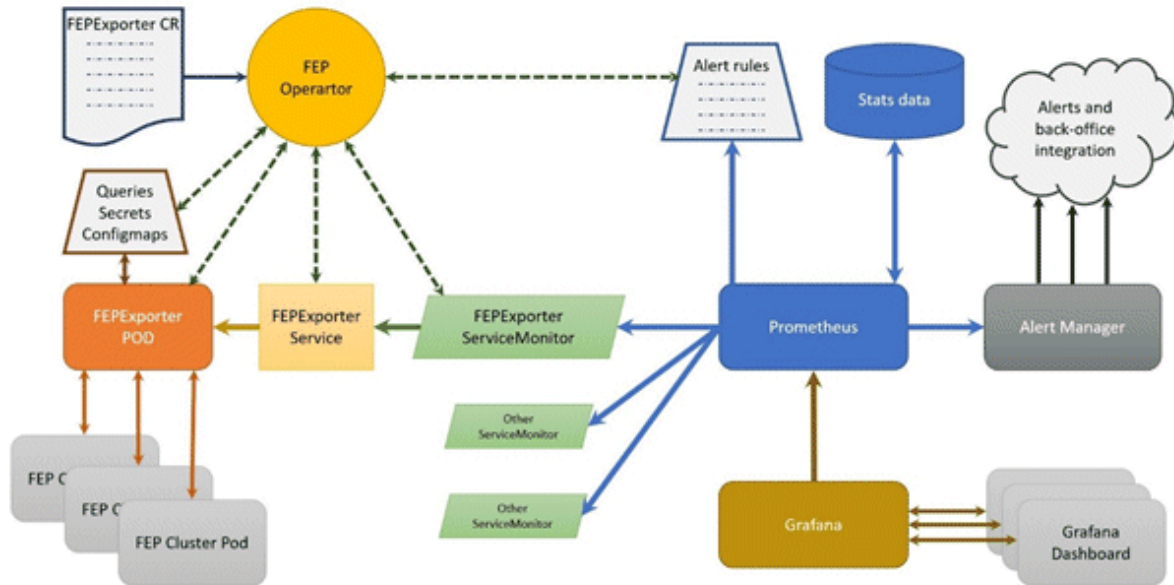 FEPExporter CR
FEP
Operartor
Alert rules
Stats data
Alerts and
back-office
integration
Queries
Secrets
Configmaps
FEPExporter
POD
FEPExporter
Service
FEPExporter
ServiceMonitor
Prometheus
Alert Manager
Other
ServiceMonitor
Other
ServiceMonitor
FEP C
FEP C
FEP Cluster Pod
Grafana
Grafana
Dashboard